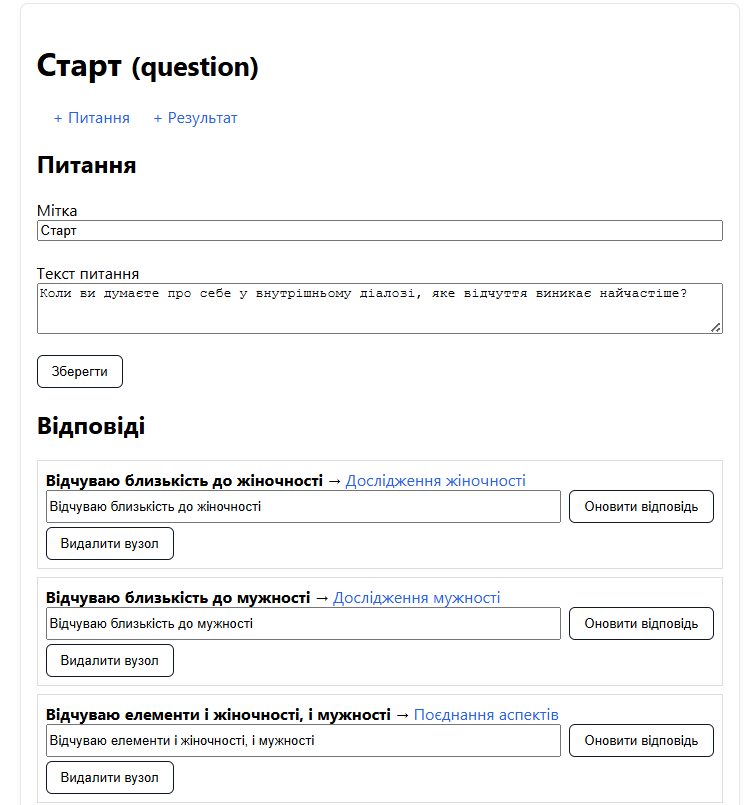 Старт (question)
+ Питання + Результат
Питання
Мітка
Старт
Текст питання
Коли ви думаєте про себе у внутрішньому діалозі, яке відчуття виникає найчастіше?
Зберегти
Відповіді
Відчуваю близькість до жіночності → Дослідження жіночності
Відчуваю близькість до жіночності Оновити відповідь
Видалити вузол
Відчуваю близькість до мужності → Дослідження мужності
Відчуваю близькість до мужності Оновити відповідь
Видалити вузол
Відчуваю елементи і жіночності, і мужності → Поєднання аспектів
Відчуваю елементи і жіночності, і мужності Оновити відповідь
Видалити вузол